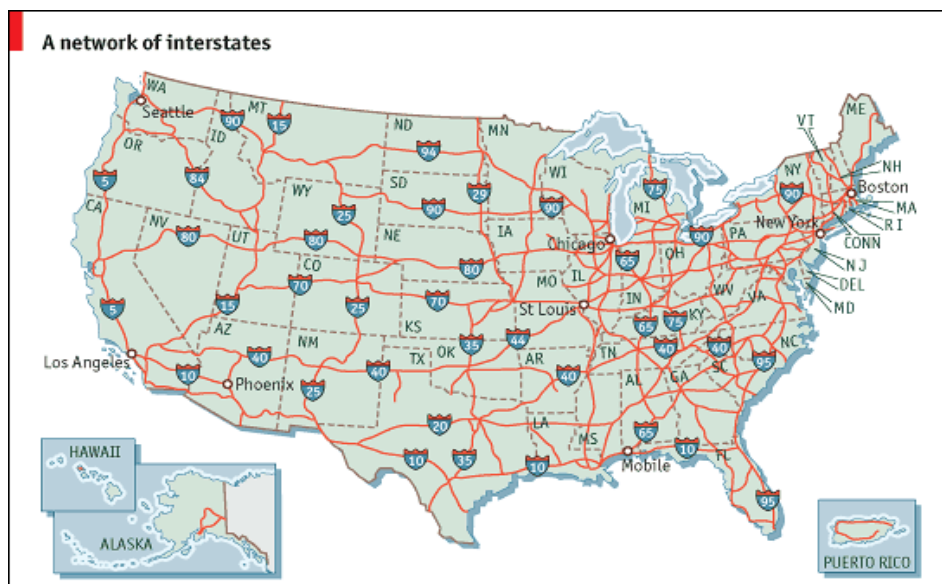 A network of interstates
WA
Seattle
MT
90
15
ID
OR
ND
MN
94
ME
VT
NY
NH
Boston
MA
RI
CONN
5
84
SD
WI
75
90
CA
WY
25
90
29
90
MI
NV
80
UT
80
NE
IA
Chicago
90
PA
New York
CO
70
80
65
OH
NJ
DEL
MD
MO
IL
IN
WV
VA
5
15
25
70
St Louis
KS
65
75
KY
AZ
NM
35
44
40
NC
Los Angeles
40
TX
OK
AR
TN
40
SC
95
10
Phoenix
25
40
40
AL
GA
20
LA
MS
65
10
35
10
Mobile
10
FL
95
HAWAII
ALASKA
PUERTO RICO